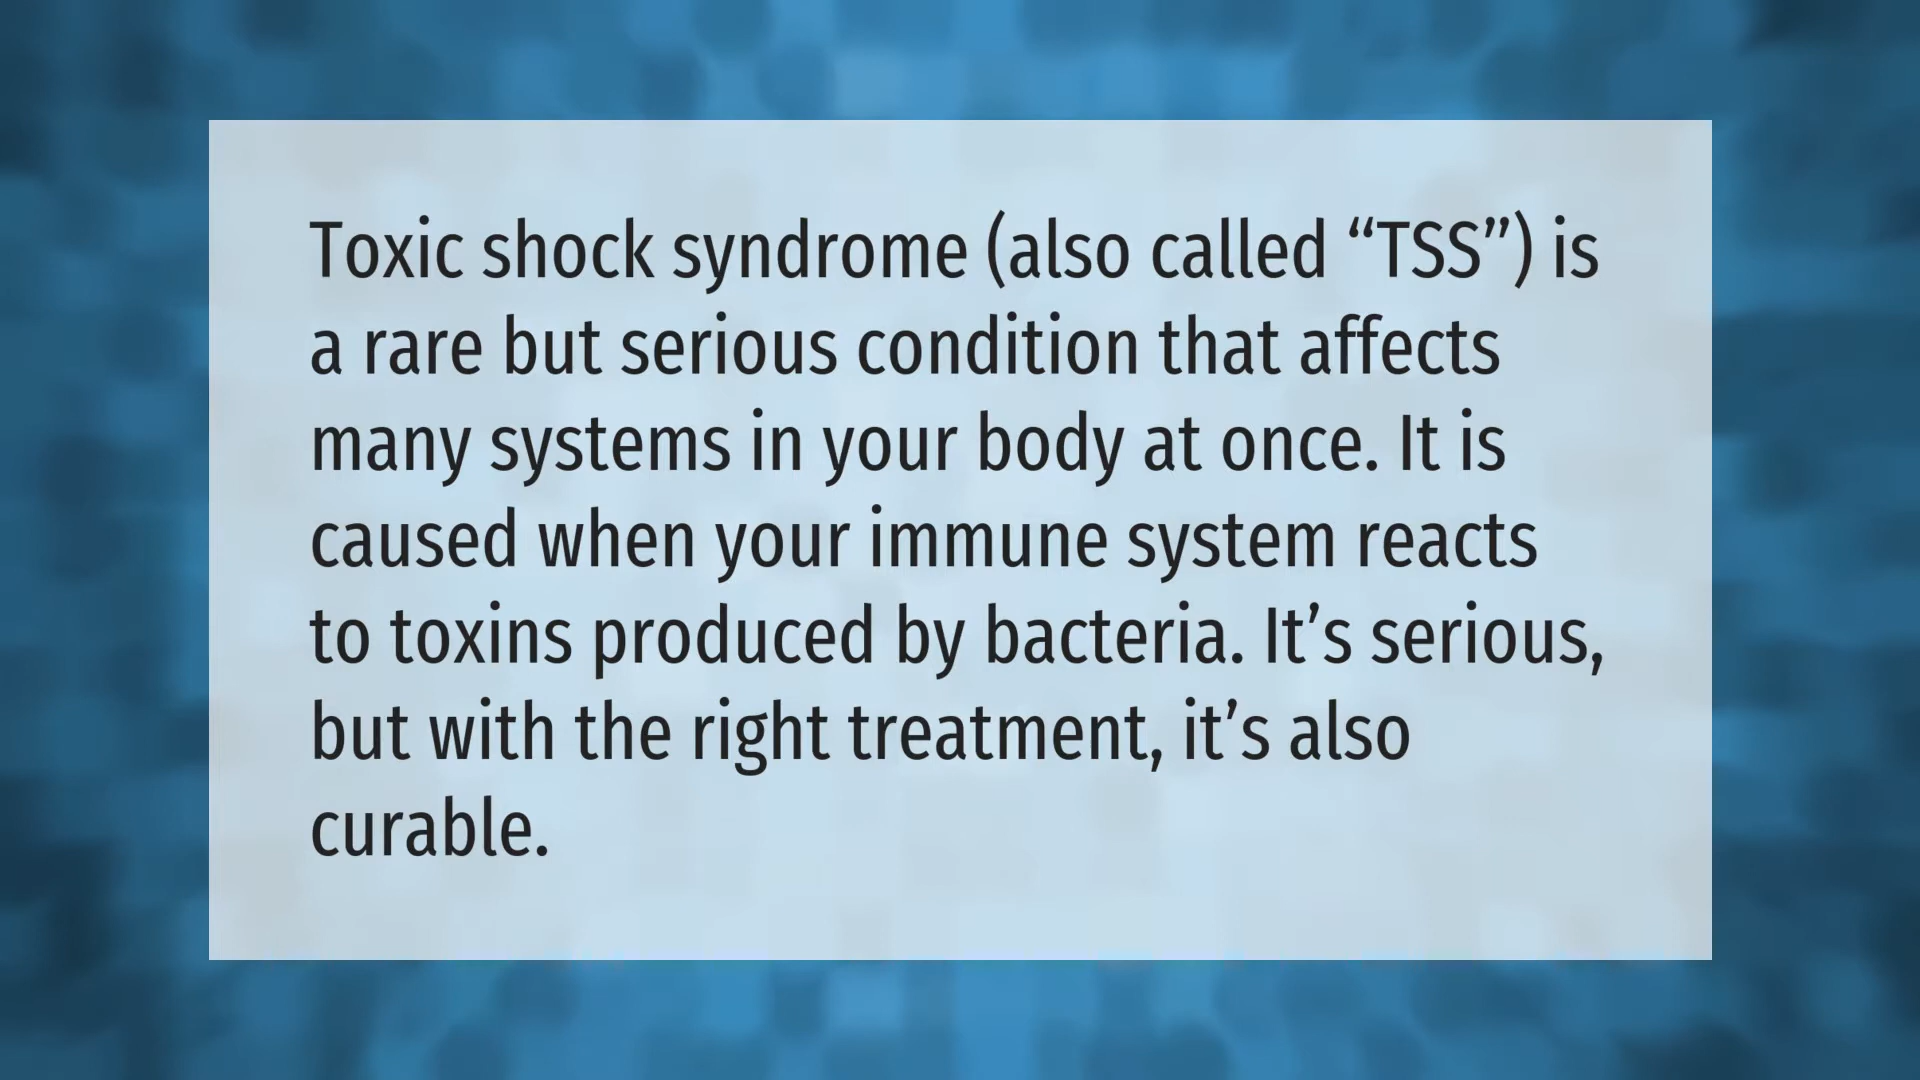 Toxic shock syndrome (also called “TSS”) is
a rare but serious condition that affects
many systems in your body at once. It is
caused when your immune system reacts
to toxins produced by bacteria. It’s serious,
but with the right treatment, it’s also
curable.